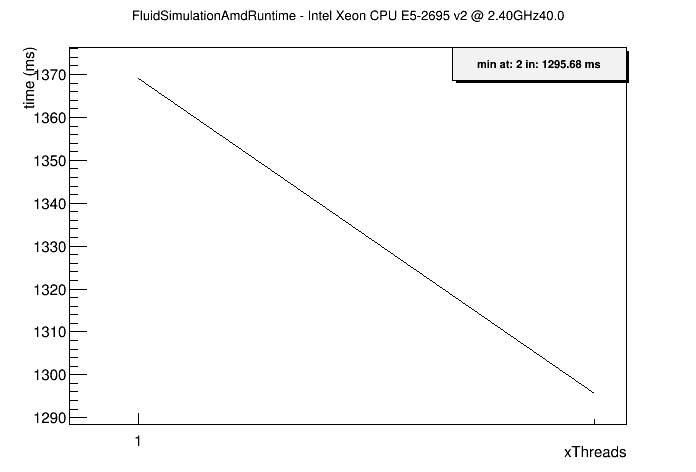 FluidSimulationAmdRuntime - Intel Xeon CPU E5-2695 v2 @ 2.40GHz40.0
min at: 2 in: 1295.68 ms
time (ms)
1370
1360
1350
1340
1330
1320
1310
1300
1290
1
xThreads